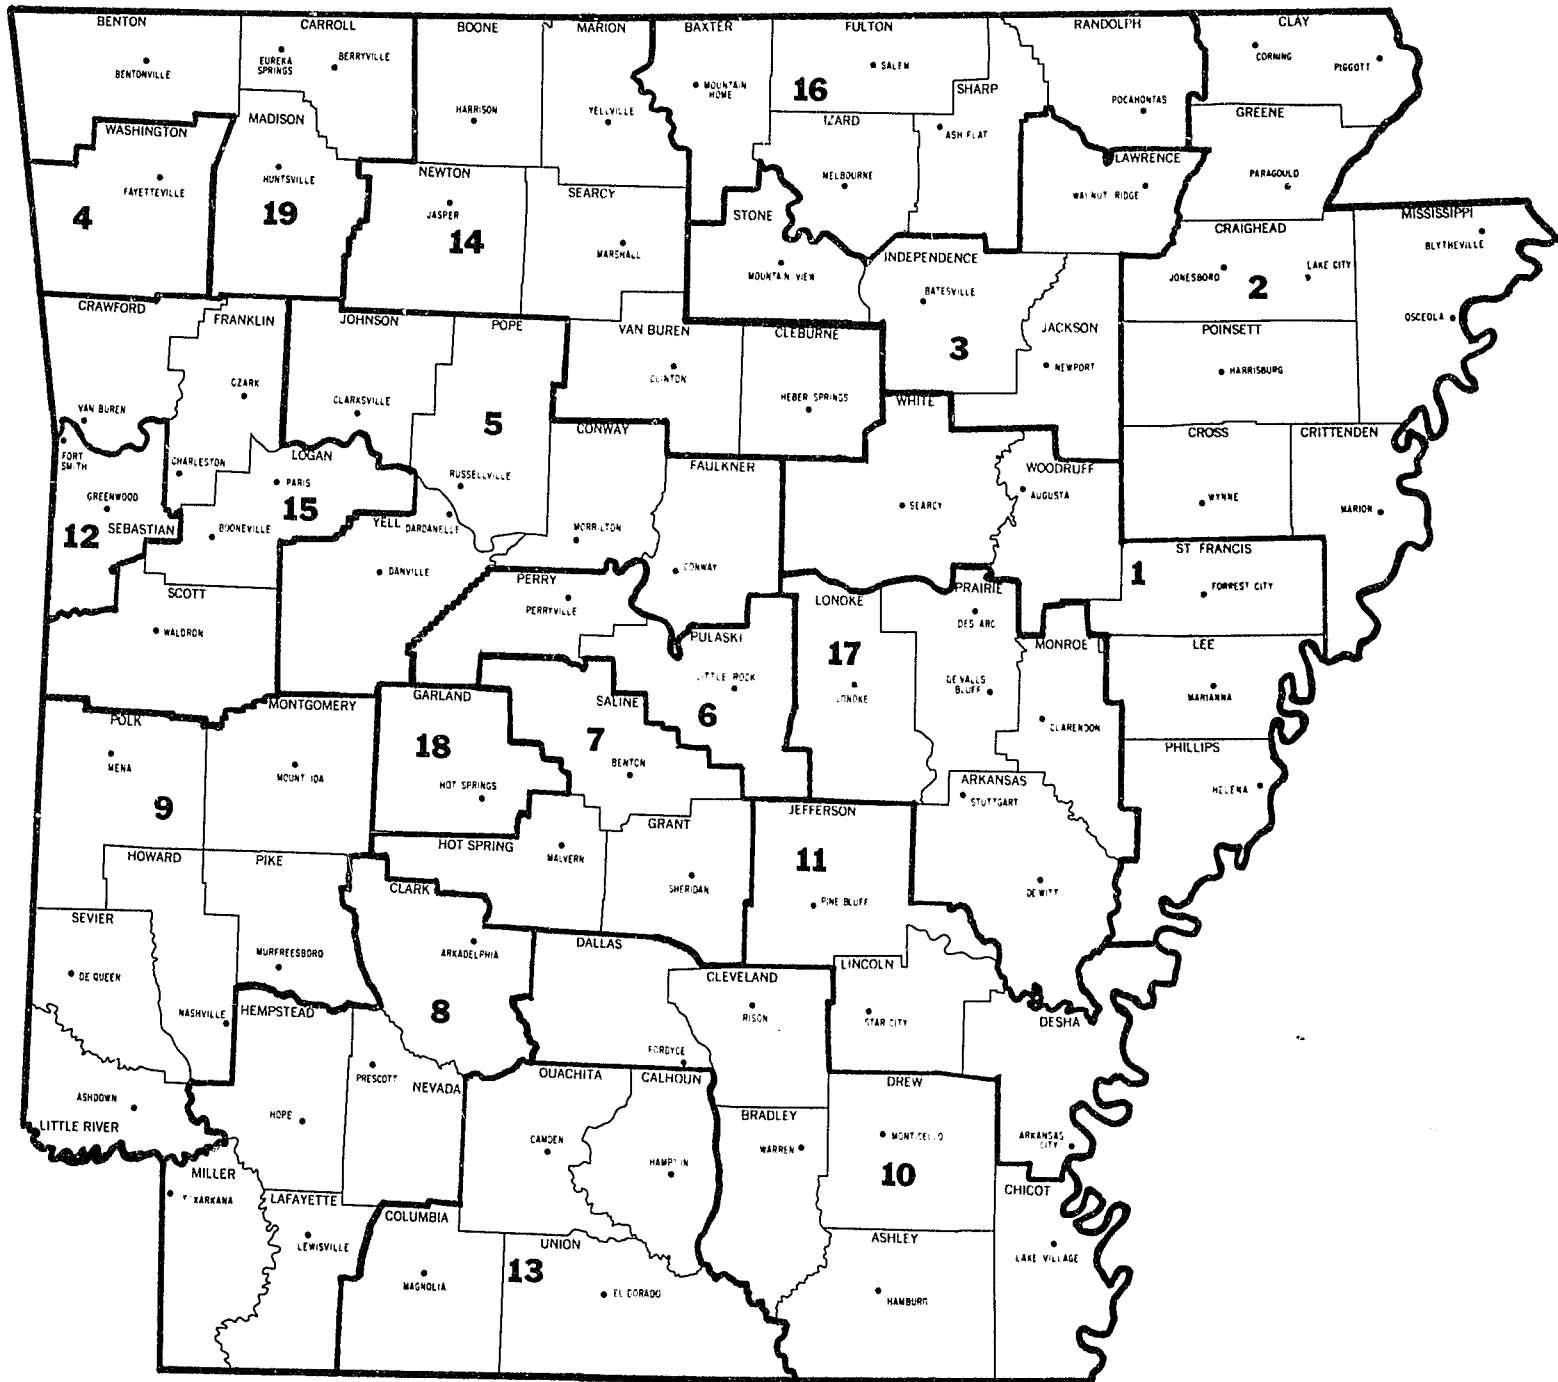 BENTON
CARROLL
BOONE
MARION
BAXTER
FULTON
RANDOLPH
CLAY
BENTONVILLE
EUREKA
SPRINGS
BERRYVILLE
HARRISON
YELLVILLE
MOUNTAIN
HOME
SALEM
16
SHARP
CORNING
PIGGOTT
POCAHONTAS
WASHINGTON
MADISON
IZARD
ASH FLAT
GREENE
FAYETTEVILLE
HUNTSVILLE
NEWTON
SEARCY
MELBOURNE
LAWRENCE
WALNUT RIDGE
PARAGOULD
4
19
JASPER
14
MARSHALL
STONE
MOUNTAIN VIEW
INDEPENDENCE
BATESVILLE
CRAIGHEAD
JONESBORO
LAKE CITY
2
MISSISSIPPI
BLYTHEVILLE
OSCEOLA
CRAWFORD
FRANKLIN
JOHNSON
POPE
VAN BUREN
CLEBURNE
3
JACKSON
NEWPORT
POINSETT
HARRISBURG
OZARK
CLARKSVILLE
CLINTON
HEBER SPRINGS
WHITE
VAN BUREN
FORT
SMITH
5
CONWAY
CROSS
CRITTENDEN
CHARLESTON
LOGAN
PARIS
RUSSELLVILLE
FAULKNER
WOODRUFF
AUGUSTA
SEARCY
WYNNE
MARION
GREENWOOD
12
SEBASTIAN
BOONEVILLE
15
YELL
DARDANELLE
MORRILTON
DANVILLE
CONWAY
ST FRANCIS
1
FORREST CITY
SCOTT
WALDRON
PERRY
PERRYVILLE
PULASKI
LITTLE ROCK
6
LONOKE
17
LONOKE
PRAIRIE
DES ARC
DE VALLS
BLUFF
MONROE
CLARENDON
LEE
MARIANNA
POLK
MENA
MONTGOMERY
MOUNT IDA
GARLAND
18
HOT SPRINGS
SALINE
7
BENTON
PHILLIPS
HELENA
9
ARKANSAS
STUTTGART
DE WITT
JEFFERSON
11
PINE BLUFF
HOWARD
PIKE
HOT SPRING
MALVERN
GRANT
SHERIDAN
CLARK
SEVIER
DE QUEEN
MURFREESBORO
ARKADELPHIA
DALLAS
NASHVILLE
HEMPSTEAD
8
CLEVELAND
RISON
LINCOLN
STAR CITY
DESHA
FORDYCE
ASHDOWN
LITTLE RIVER
HOPE
PRESCOTT
NEVADA
OUACHITA
CALHOUN
DREW
CAMDEN
BRADLEY
WARREN
MONTICELLO
ARKANSAS
CITY
MILLER
TEXARKANA
LAFAYETTE
LEWISVILLE
COLUMBIA
MAGNOLIA
10
CHICOT
LAKE VILLAGE
UNION
13
EL DORADO
ASHLEY
HAMBURG